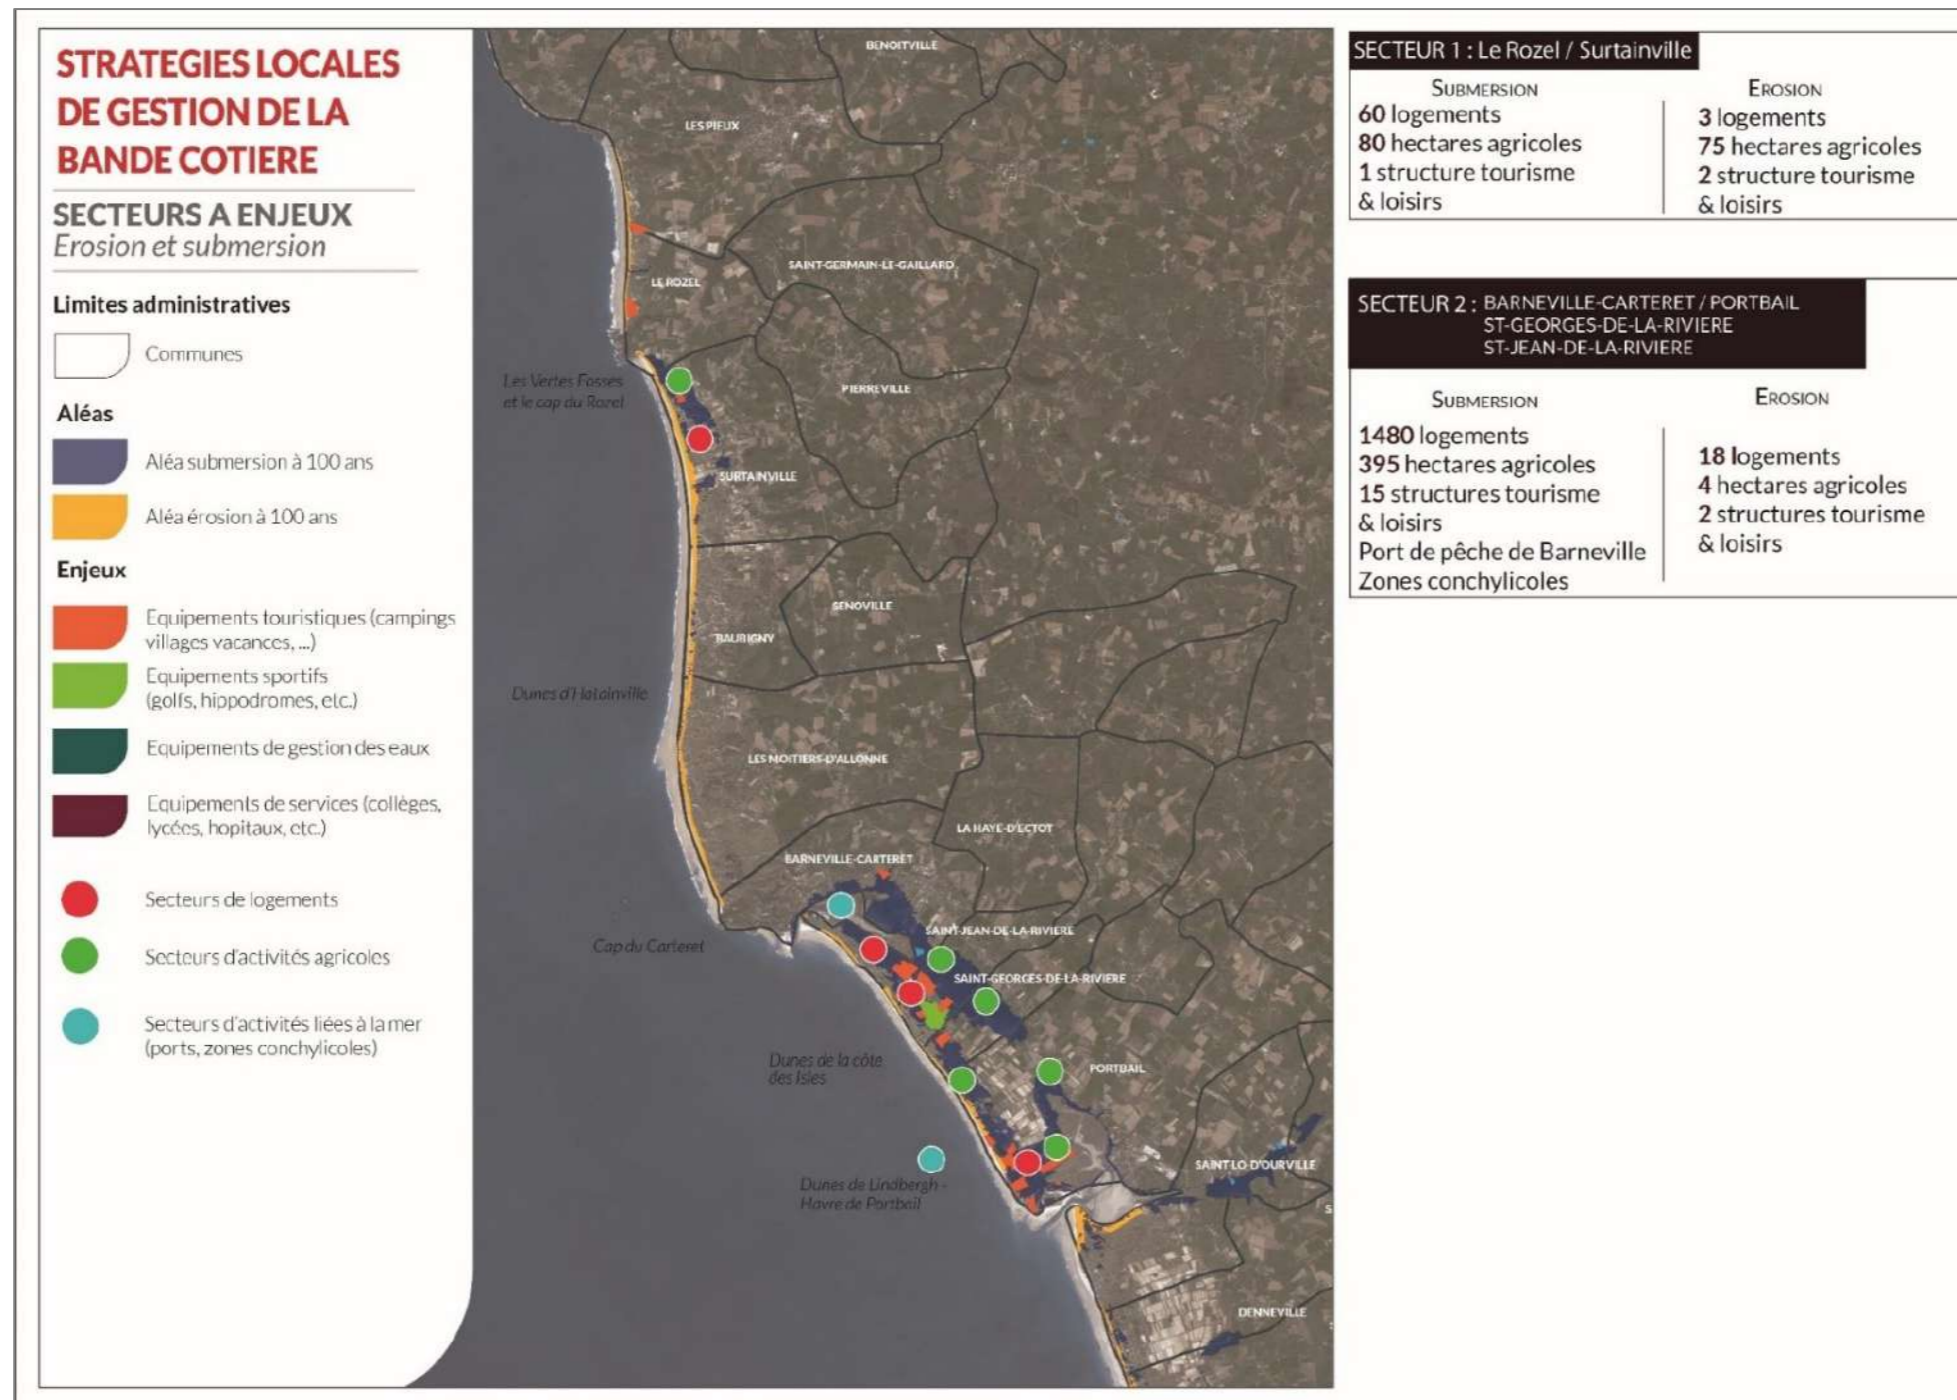 STRATEGIES LOCALES
DE GESTION DE LA
BANDE COTIERE
SECTEURS A ENJEUX
Erosion et submersion
Limites administratives
Communes
Aléas
Aléa submersion à 100 ans
Aléa érosion à 100 ans
Enjeux
Equipements touristiques (campings
villages vacances, ...)
Equipements sportifs
(golfs, hippodromes, etc.)
Equipements de gestion des eaux
Equipements de services (collèges,
lycées, hopitaux, etc.)
Secteurs de logements
Secteurs d'activités agricoles
Secteurs d'activités liées à la mer
(ports, zones conchylicoles)
BENOITVILLE
LES PIEUX
SAINT-GERMAIN-LE-GAILLARD
LE ROZEL
Les Vertes Fosses
et le cap du Rozel
PIERREVILLE
SURTAINVILLE
SENOVILLE
BAUBIGNY
Dunes d'Hatainville
LES MOITIERS-D'ALLONNE
LA HAYE-D'ECTOT
BARNEVILLE-CARTERET
SAINT-JEAN-DE-LA-RIVIERE
Cap du Carteret
SAINT-GEORGES-DE-LA-RIVIERE
Dunes de la côte
des Isles
PORTBAIL
SAINT LO-D'OURVILLE
Dunes de Lindbergh -
Havre de Portbail
S
DENNEVILLE
SECTEUR 1 : Le Rozel / Surtainville
SUBMERSION
60 logements
80 hectares agricoles
1 structure tourisme
& loisirs
EROSION
3 logements
75 hectares agricoles
2 structure tourisme
& loisirs
SECTEUR 2 : BARNEVILLE-CARTERET / PORTBAIL
ST-GEORGES-DE-LA-RIVIERE
ST-JEAN-DE-LA-RIVIERE
SUBMERSION
1480 logements
395 hectares agricoles
15 structures tourisme
& loisirs
Port de pêche de Barneville
Zones conchylicoles
EROSION
18 logements
4 hectares agricoles
2 structures tourisme
& loisirs